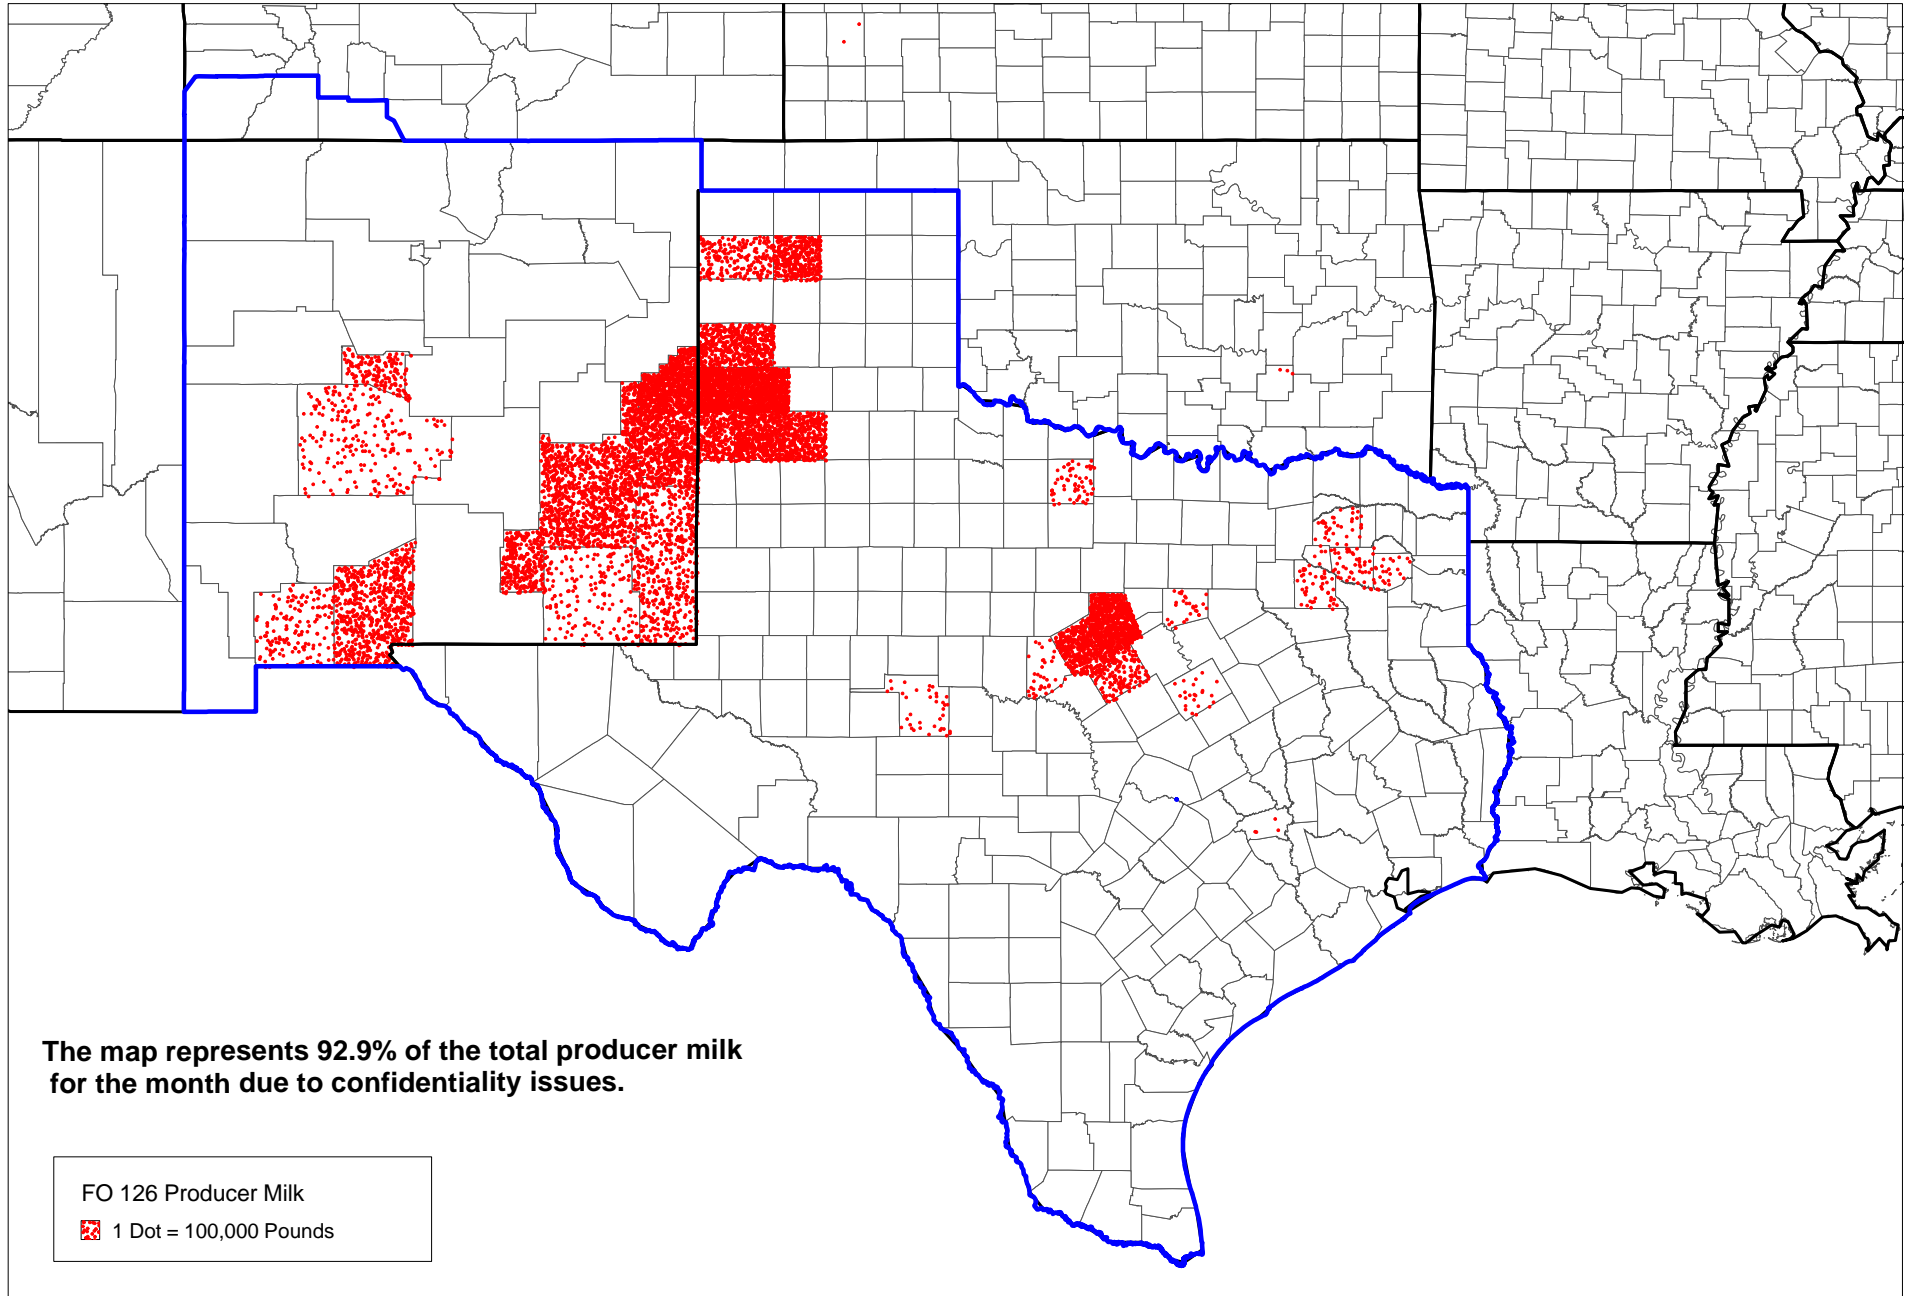 The map represents 92.9% of the total producer milk
for the month due to confidentiality issues.
FO 126 Producer Milk
1 Dot = 100,000 Pounds